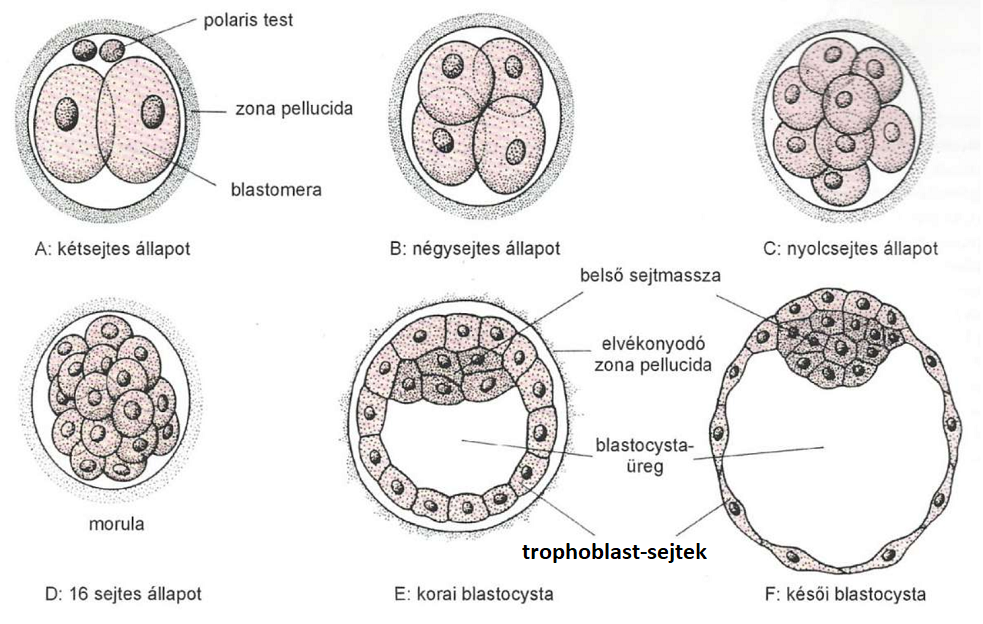 polaris test
zona pellucida
blastomera
A: kétsejtes állapot
B: négysejtes állapot
C: nyolcsejtes állapot
belső sejtmassza
elvékonyodó
zona pellucida
blastocysta-
üreg
morula
trophoblast-sejtek
D: 16 sejtes állapot
E: korai blastocysta
F: késői blastocysta